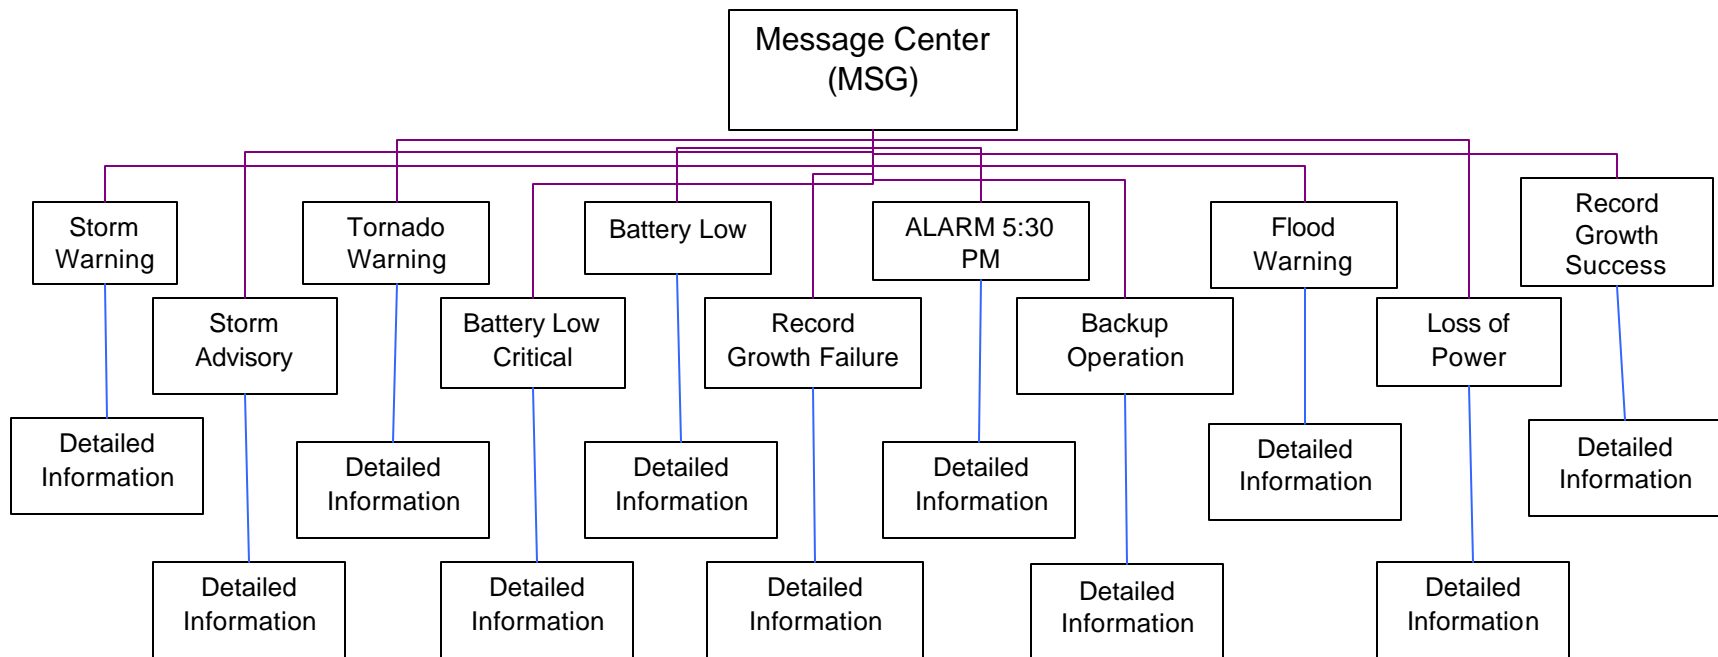 Message Center
(MSG)
Storm
Warning
Tornado
Warning
Battery Low
ALARM 5:30
PM
Flood
Warning
Record
Growth
Success
Storm
Advisory
Battery Low
Critical
Record
Growth Failure
Backup
Operation
Loss of
Power
Detailed
Information
Detailed
Information
Detailed
Information
Detailed
Information
Detailed
Information
Detailed
Information
Detailed
Information
Detailed
Information
Detailed
Information
Detailed
Information
Detailed
Information